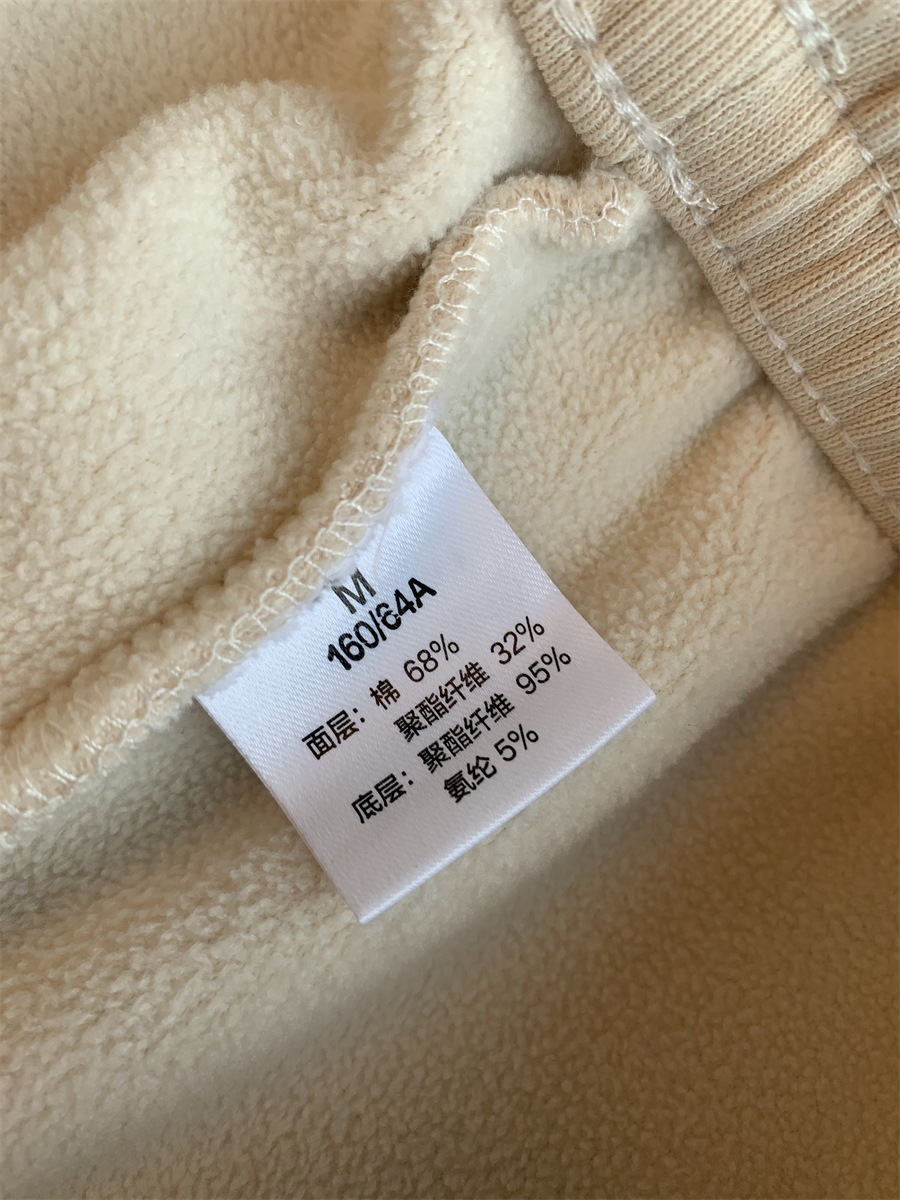 M
160/64A
面层：棉 68%
聚酯纤维 32%
底层：聚酯纤维 95%
氨纶 5%